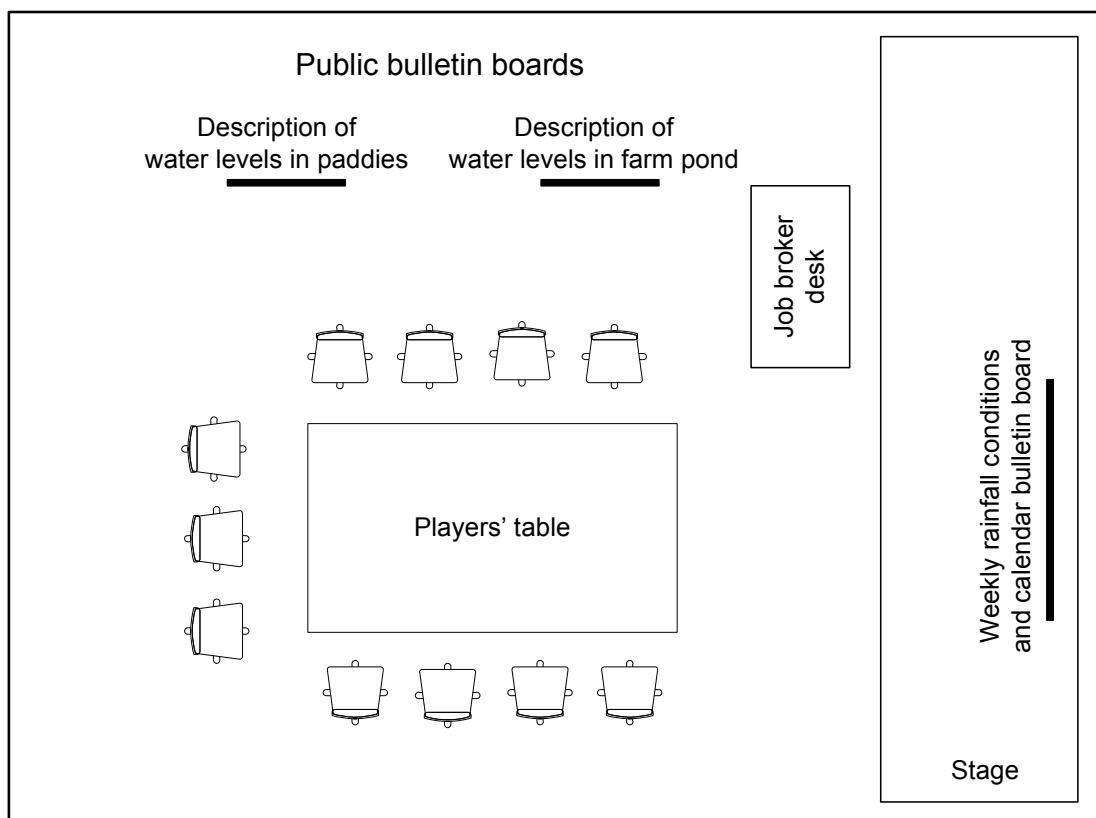 Public bulletin boards
Description of
water levels in paddies
Description of
water levels in farm pond
Job broker
desk
Weekly rainfall conditions
and calendar bulletin board
Players’ table
Stage